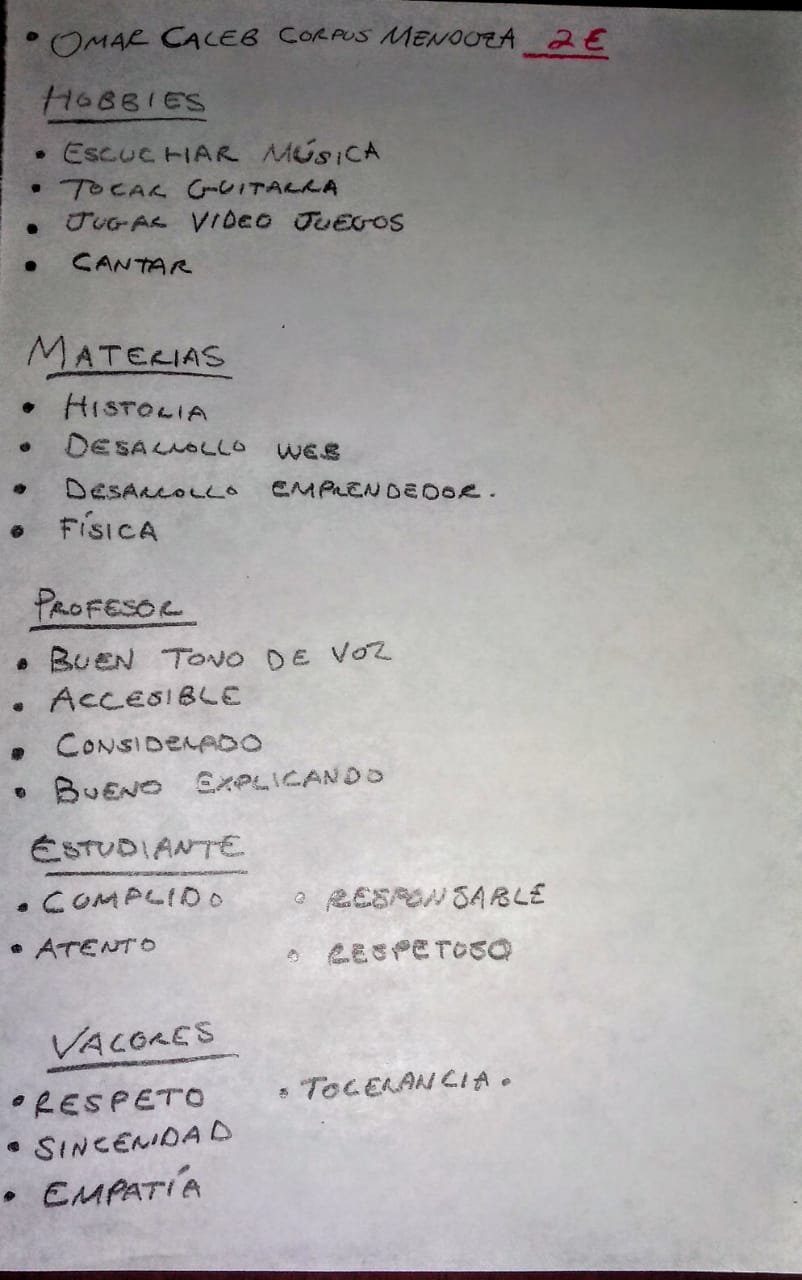 • OMAR CALEB CORPUS MENDOZA 2E
HOBBIES
• ESCUCHAR MÚSICA
• TOCAR GUITARRA
• JUGAR VIDEO JUEGOS
• CANTAR
MATERIAS
• HISTORIA
• DESARROLLO WEB
• DESARROLLO EMPRENDEDOR.
• FÍSICA
PROFESOR
• BUEN TONO DE VOZ
• ACCESIBLE
• CONSIDERADO
• BUENO EXPLICANDO
ESTUDIANTE
• COMPLIDO ◦ RESPONSABLE
• ATENTO ◦ RESPETOSO
VALORES
• RESPETO • TOLERANCIA.
• SINCERIDAD
• EMPATÍA